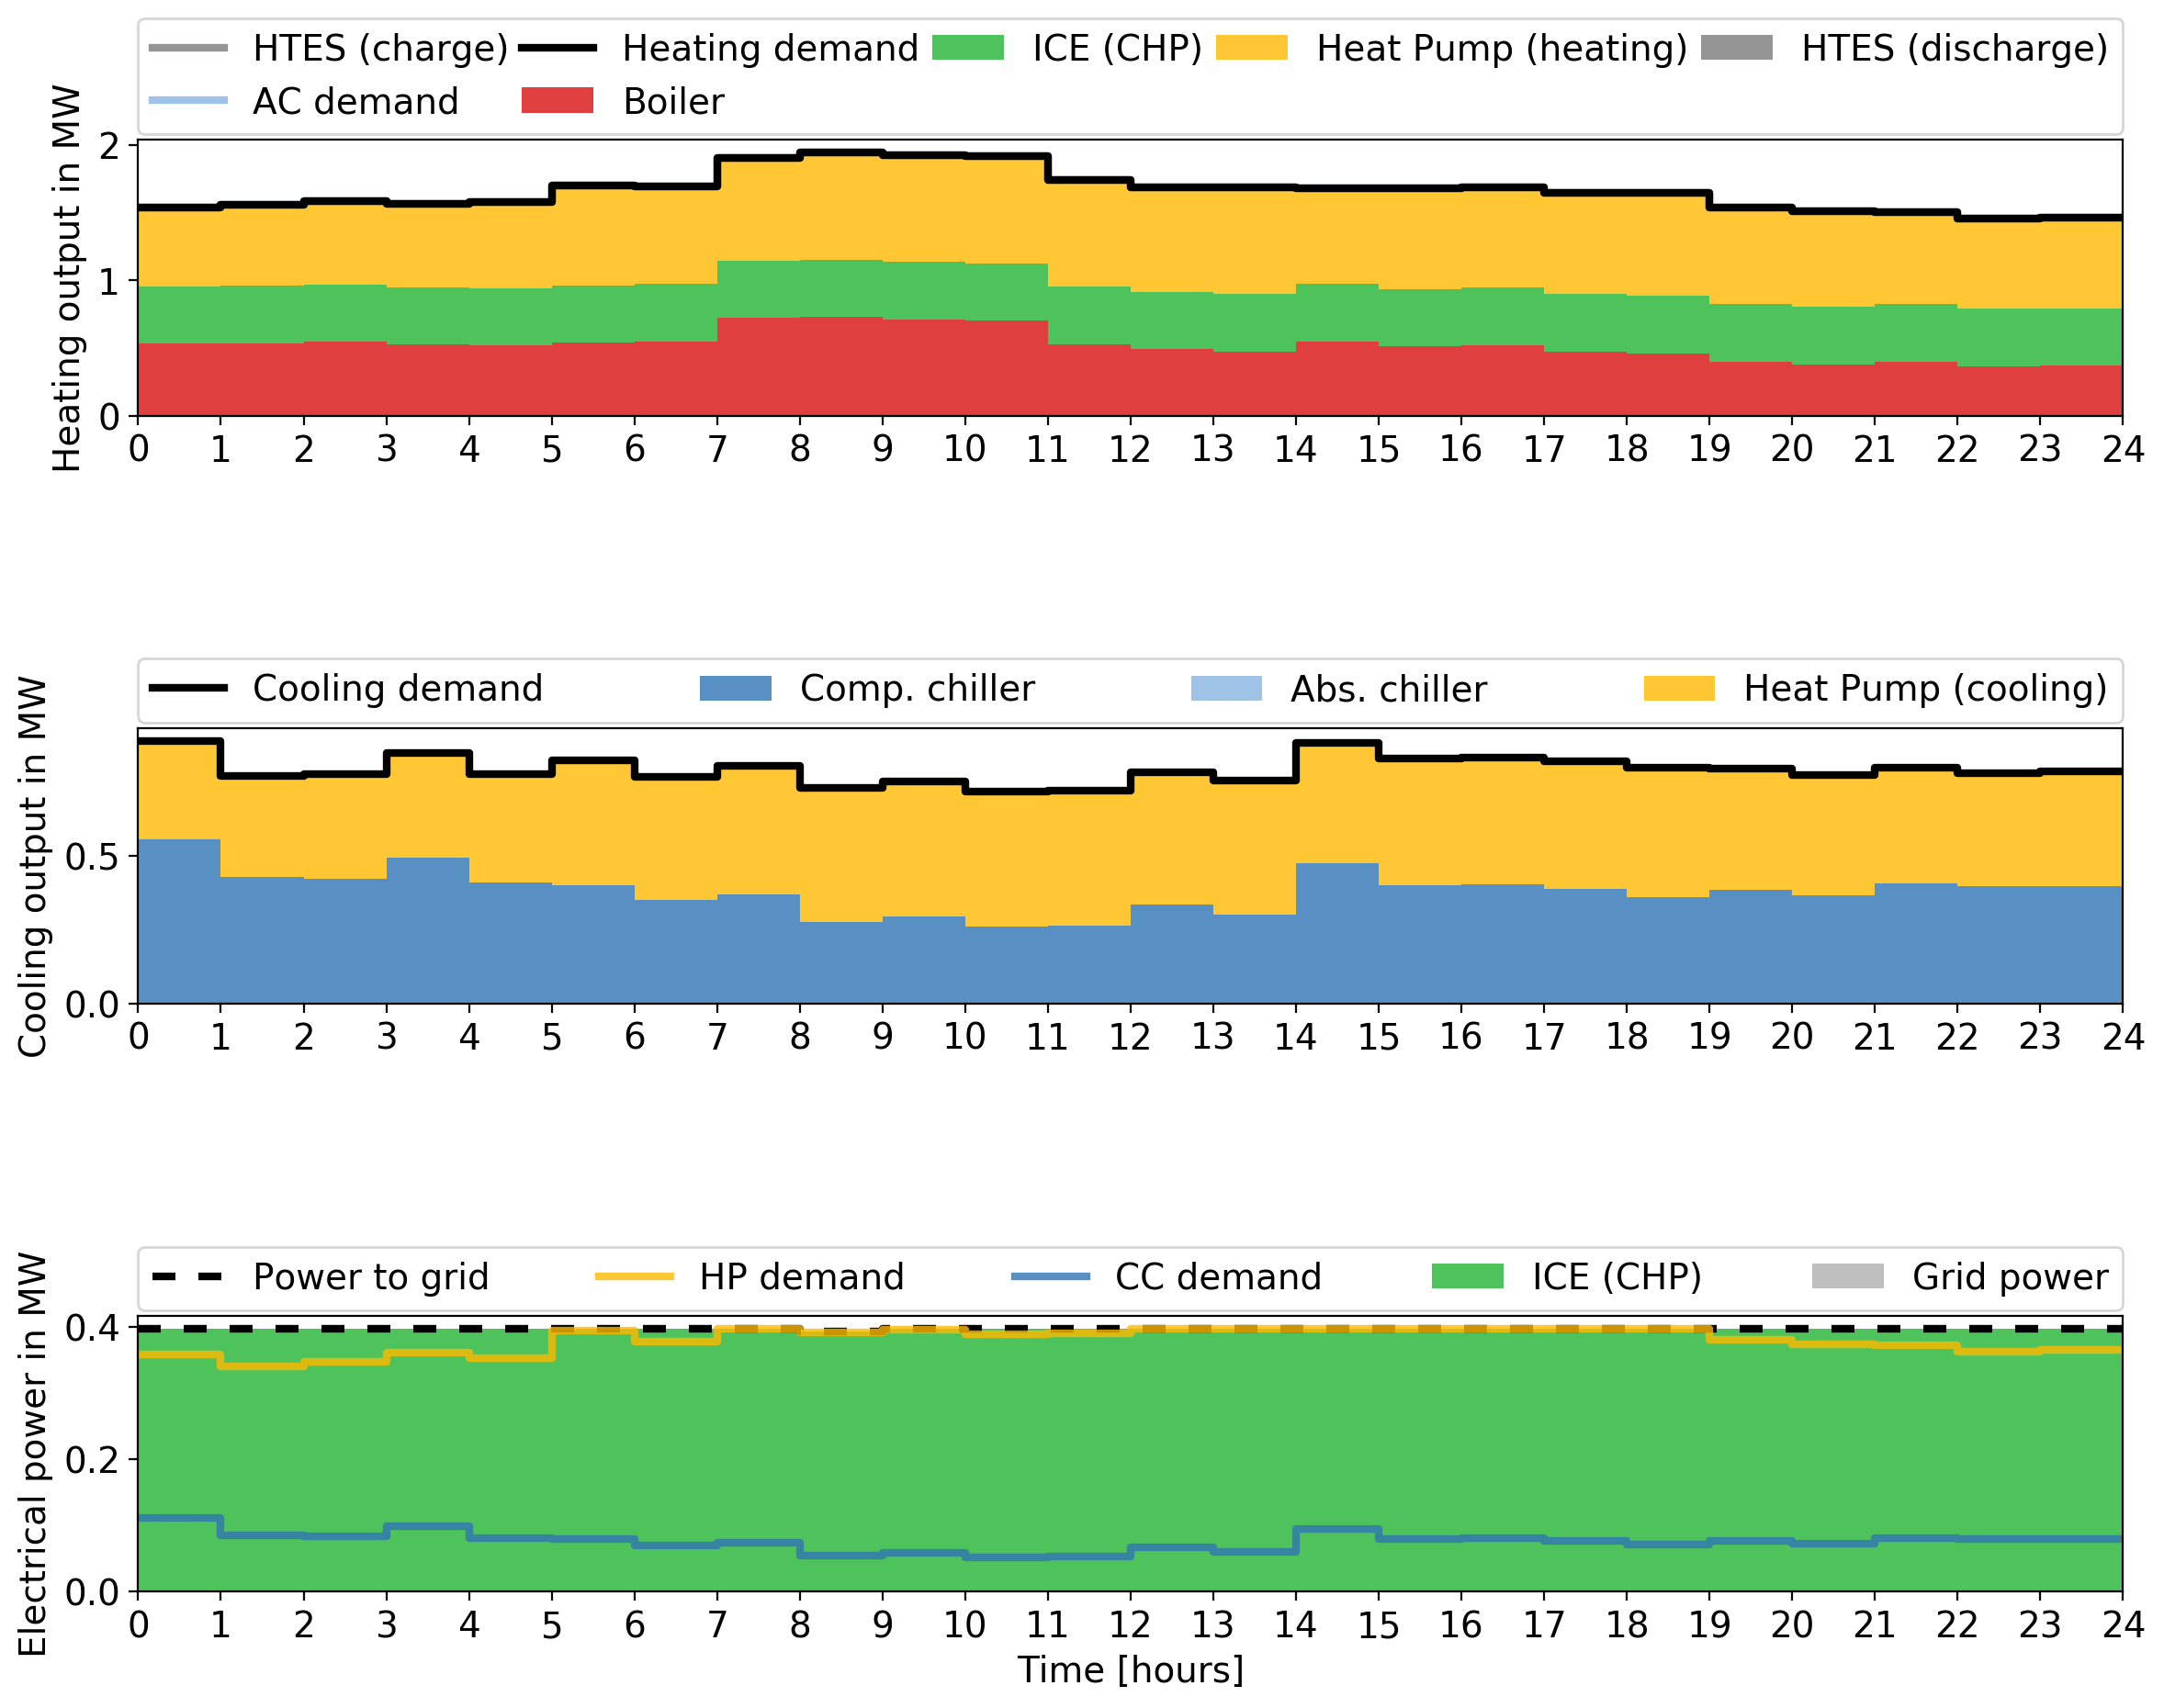 HTES (charge) Heating demand ICE (CHP) Heat Pump (heating) HTES (discharge)
AC demand Boiler
Heating output in MW
2
1
0
0 1 2 3 4 5 6 7 8 9 10 11 12 13 14 15 16 17 18 19 20 21 22 23 24
Cooling demand Comp. chiller Abs. chiller Heat Pump (cooling)
Cooling output in MW
0.5
0.0
0 1 2 3 4 5 6 7 8 9 10 11 12 13 14 15 16 17 18 19 20 21 22 23 24
Power to grid HP demand CC demand ICE (CHP) Grid power
Electrical power in MW
0.4
0.2
0.0
0 1 2 3 4 5 6 7 8 9 10 11 12 13 14 15 16 17 18 19 20 21 22 23 24
Time [hours]